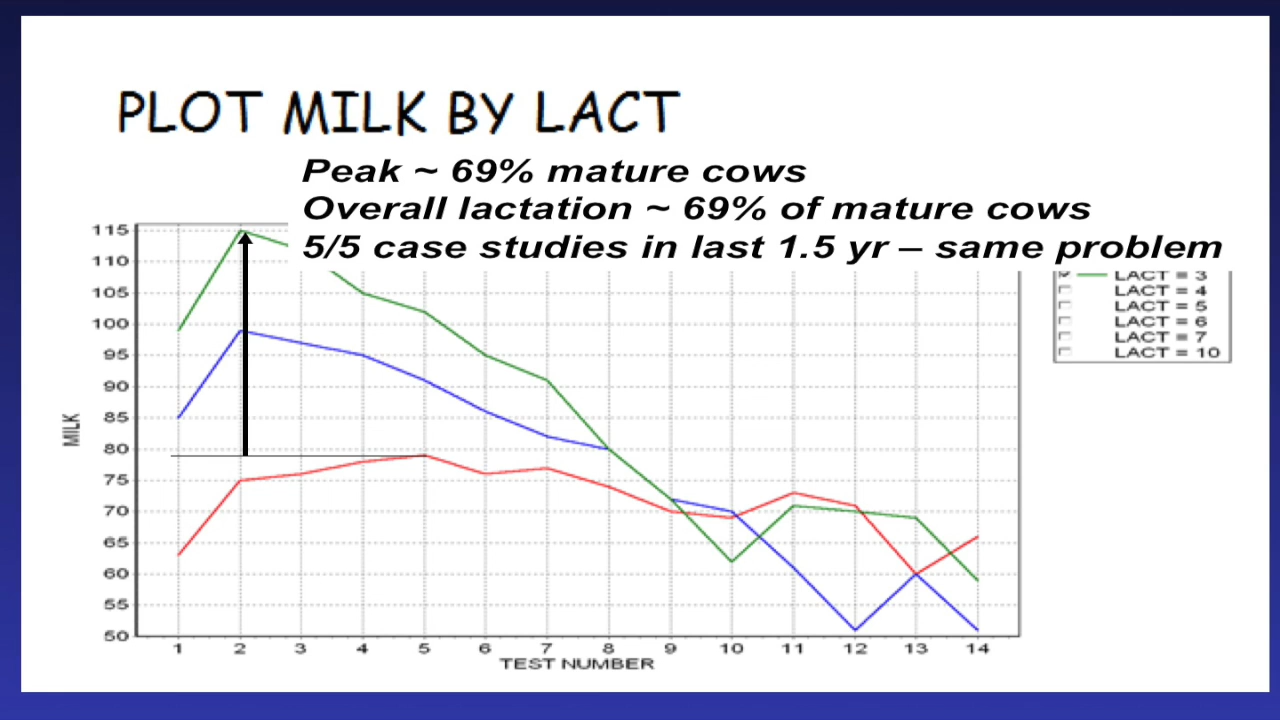 PLOT MILK BY LACT
Peak ~ 69% mature cows
Overall lactation ~ 69% of mature cows
5/5 case studies in last 1.5 yr – same problem
115
110
105
100
95
90
85
80
75
70
65
60
55
50
MILK
1 2 3 4 5 6 7 8 9 10 11 12 13 14
TEST NUMBER
LACT = 3
LACT = 4
LACT = 5
LACT = 6
LACT = 7
LACT = 10